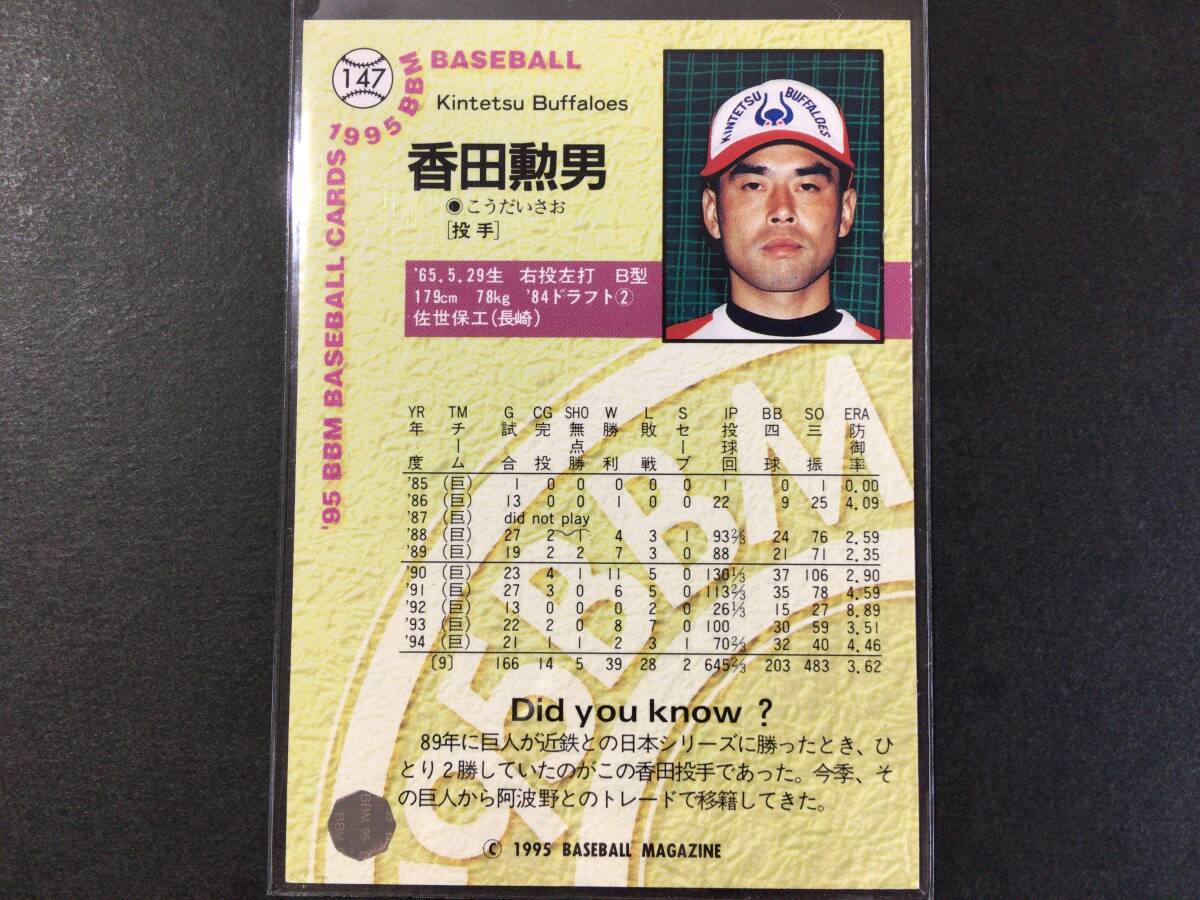 147
'95 BBM BASEBALL CARDS 1995 BBM BASEBALL
Kintetsu Buffaloes
KINTETSU BUFFALOES
香田勲男
●こうだいさお
[投手]
'65.5.29生 右投左打 B型
179cm 78kg '84ドラフト②
佐世保工(長崎)
YR TM G CG SHO W L S IP BB SO ERA
年度 チーム 試合 完投 無点勝 勝利 敗戦 セーブ 投球回 四球 三振 防御率
'85 (巨) 1 0 0 0 0 0 1 0 1 0.00
'86 (巨) 13 0 0 1 0 0 22 9 25 4.09
'87 (巨) did not play
'88 (巨) 27 2 1 4 3 1 93⅔ 24 76 2.59
'89 (巨) 19 2 2 7 3 0 88 21 71 2.35
'90 (巨) 23 4 1 11 5 0 130⅓ 37 106 2.90
'91 (巨) 27 3 0 6 5 0 113⅔ 35 78 4.59
'92 (巨) 13 0 0 0 2 0 26⅓ 15 27 8.89
'93 (巨) 22 2 0 8 7 0 100 30 59 3.51
'94 (巨) 21 1 1 2 3 1 70⅔ 32 40 4.46
[9] 166 14 5 39 28 2 645⅔ 203 483 3.62
Did you know ?
89年に巨人が近鉄との日本シリーズに勝ったとき、ひ
とり2勝していたのがこの香田投手であった。今季、そ
の巨人から阿波野とのトレードで移籍してきた。
© 1995 BASEBALL MAGAZINE
BBM 95
BBM
'95 BBM